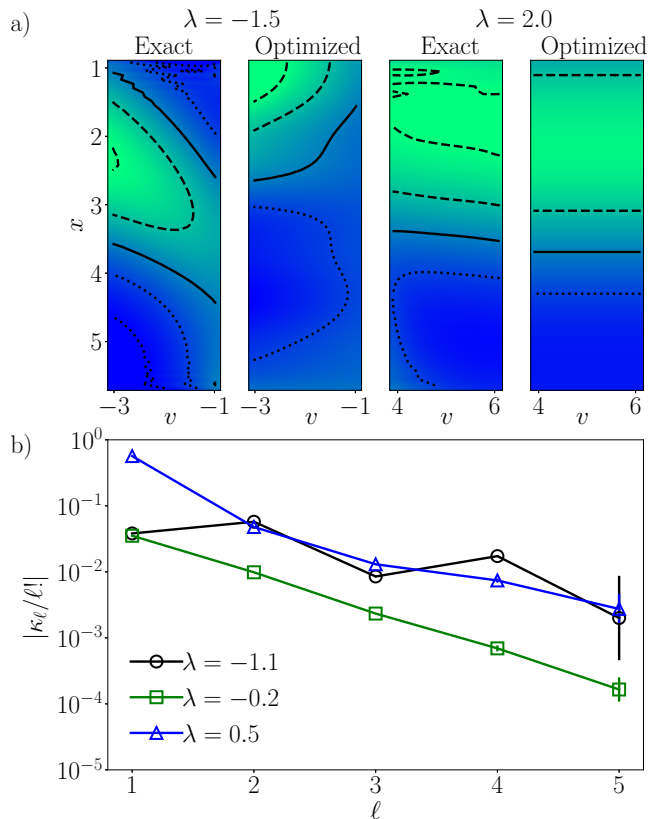 a)
λ = −1.5
λ = 2.0
Exact
Optimized
Exact
Optimized
1
2
3
4
5
x
−3
v
−1
−3
v
−1
4
v
6
4
v
6
b)
10⁰
10⁻¹
10⁻²
10⁻³
10⁻⁴
10⁻⁵
|κ_ℓ/ℓ!|
λ = −1.1
λ = −0.2
λ = 0.5
1
2
3
4
5
ℓ